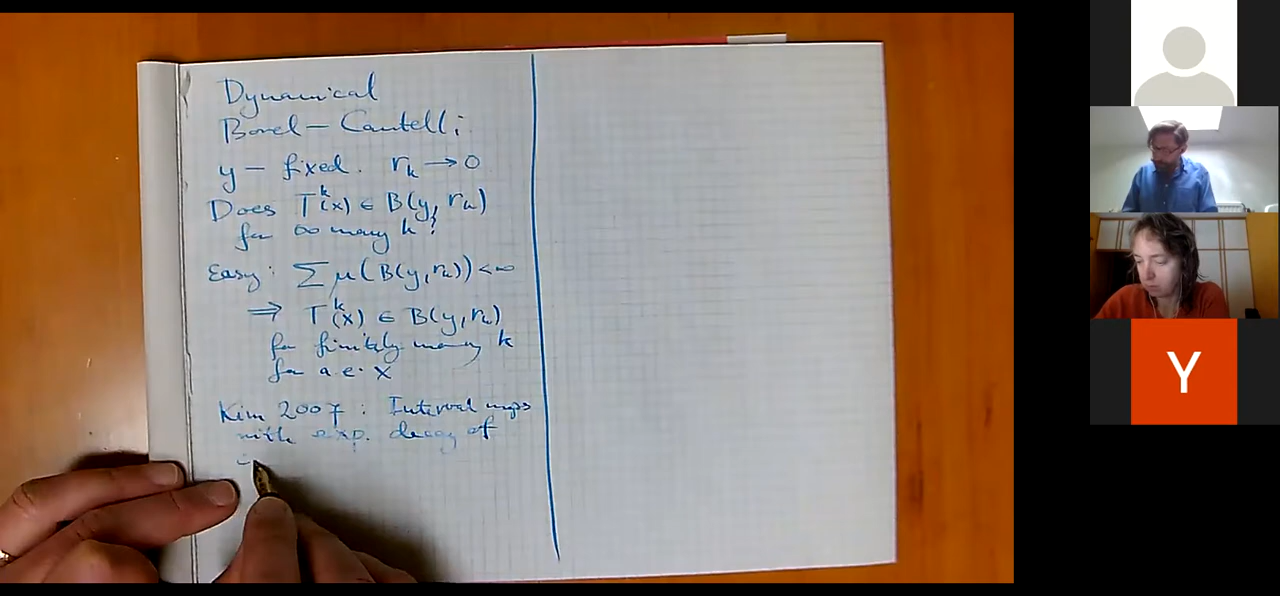 Dynamical
Borel – Cantelli
y – fixed. r_k → 0
Does T^k(x) ∈ B(y, r_k)
for ∞ many k?
Easy: ∑ μ(B(y, r_k)) < ∞
⇒ T^k(x) ∈ B(y, r_k)
for finitely many k
for a.e. x
Kim 2007: Interval maps
with exp. decay of
Y